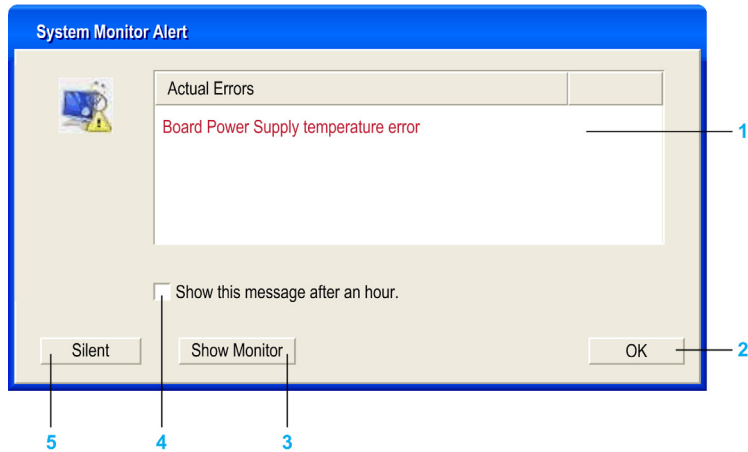 System Monitor Alert
Actual Errors
Board Power Supply temperature error
1
Show this message after an hour.
Silent
Show Monitor
OK
2
5
4
3